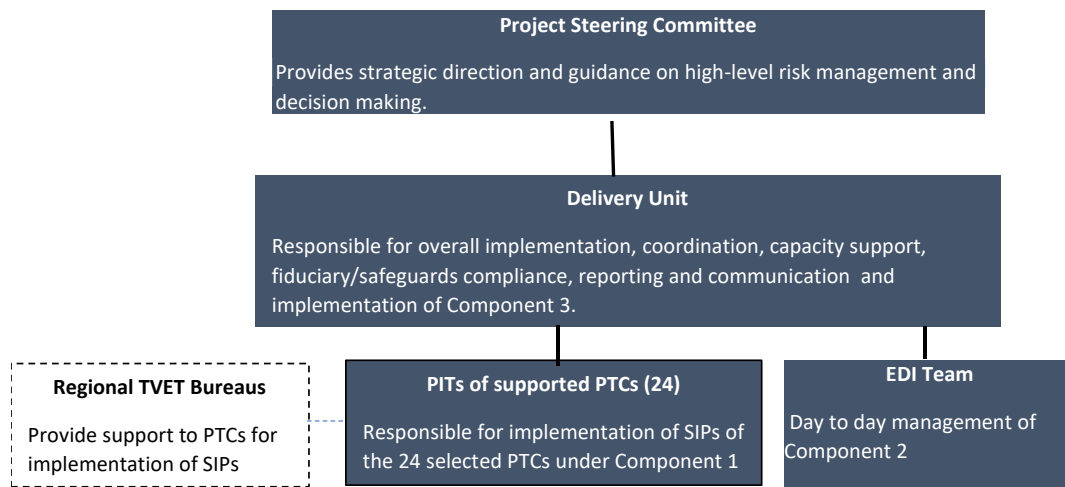 Project Steering Committee
Provides strategic direction and guidance on high-level risk management and
decision making.
Delivery Unit
Responsible for overall implementation, coordination, capacity support,
fiduciary/safeguards compliance, reporting and communication and
implementation of Component 3.
Regional TVET Bureaus
Provide support to PTCs for
implementation of SIPs
PITs of supported PTCs (24)
Responsible for implementation of SIPs of
the 24 selected PTCs under Component 1
EDI Team
Day to day management of
Component 2